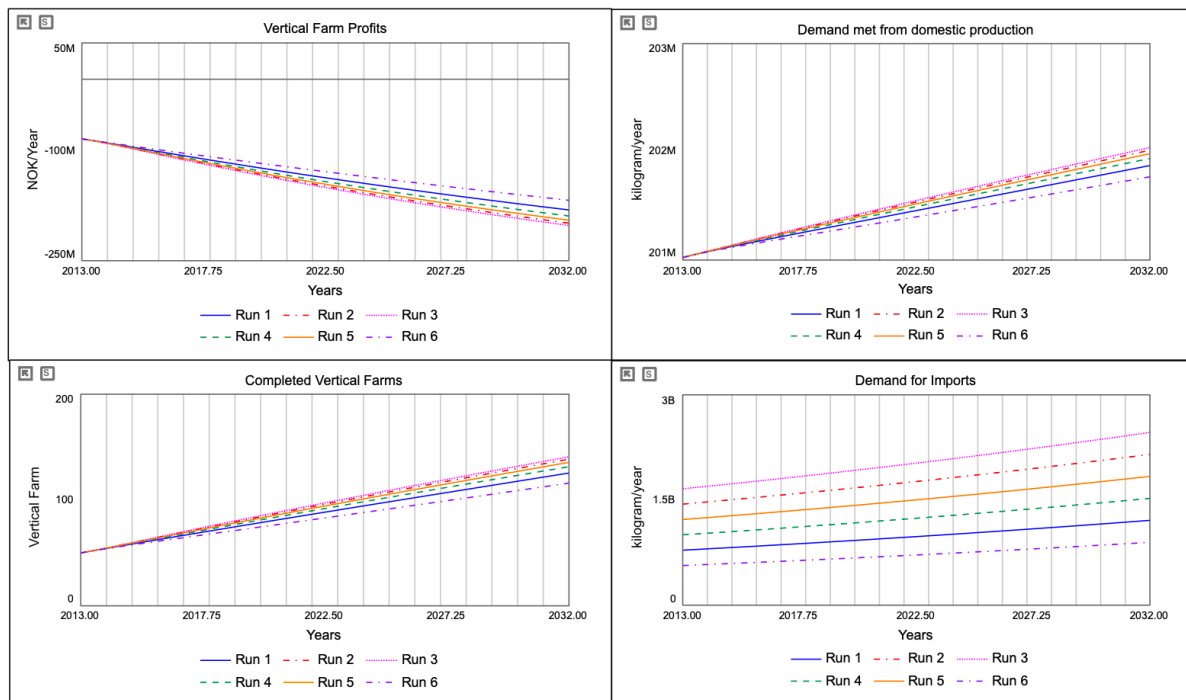 S
Vertical Farm Profits
50M
-100M
-250M
NOK/Year
2013.00 2017.75 2022.50 2027.25 2032.00
Years
Run 1 Run 2 Run 3
Run 4 Run 5 Run 6
S
Demand met from domestic production
203M
202M
201M
kilogram/year
2013.00 2017.75 2022.50 2027.25 2032.00
Years
Run 1 Run 2 Run 3
Run 4 Run 5 Run 6
S
Completed Vertical Farms
200
100
0
Vertical Farm
2013.00 2017.75 2022.50 2027.25 2032.00
Years
Run 1 Run 2 Run 3
Run 4 Run 5 Run 6
S
Demand for Imports
3B
1.5B
0
kilogram/year
2013.00 2017.75 2022.50 2027.25 2032.00
Years
Run 1 Run 2 Run 3
Run 4 Run 5 Run 6